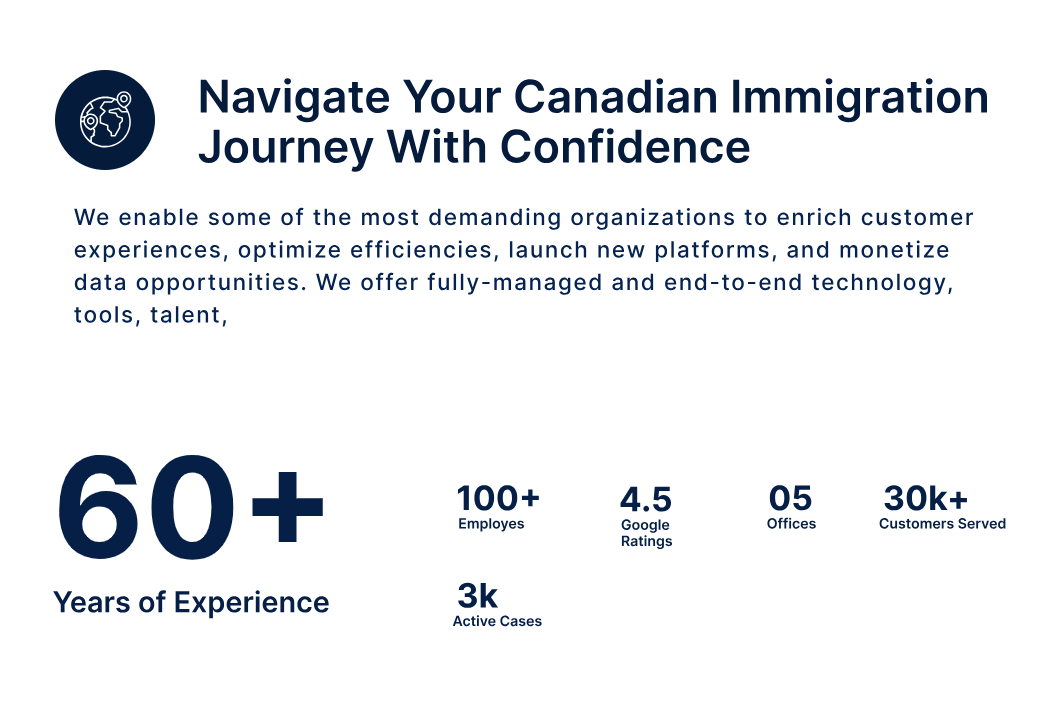 Navigate Your Canadian Immigration
Journey With Confidence
We enable some of the most demanding organizations to enrich customer
experiences, optimize efficiencies, launch new platforms, and monetize
data opportunities. We offer fully-managed and end-to-end technology,
tools, talent,
60+
Years of Experience
100+
Employes
4.5
Google
Ratings
05
Offices
30k+
Customers Served
3k
Active Cases